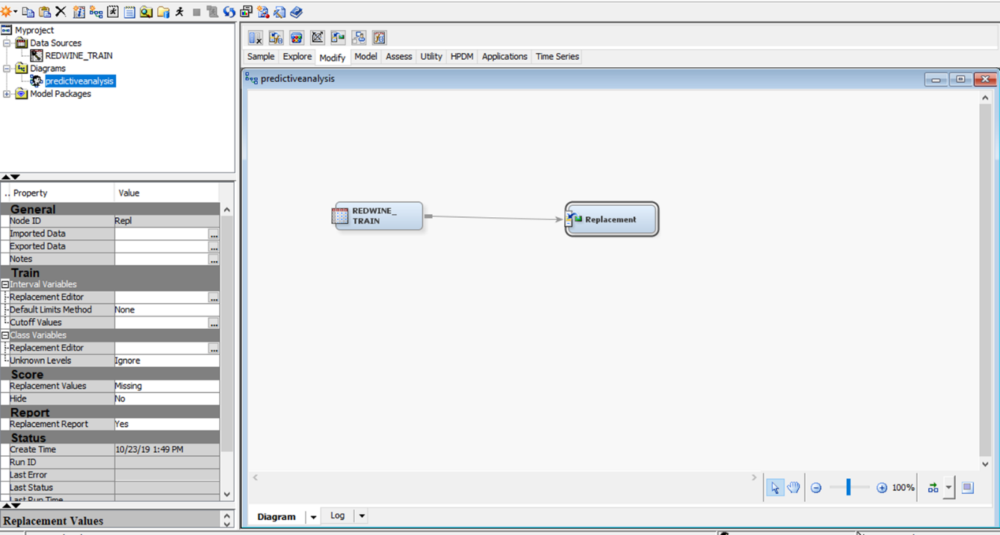 Myproject
Data Sources
REDWINE_TRAIN
Diagrams
predictiveanalysis
Model Packages
.. Property Value
General
Node ID Repl
Imported Data ...
Exported Data ...
Notes ...
Train
Interval Variables
Replacement Editor ...
Default Limits Method None
Cutoff Values ...
Class Variables
Replacement Editor ...
Unknown Levels Ignore
Score
Replacement Values Missing
Hide No
Report
Replacement Report Yes
Status
Create Time 10/23/19 1:49 PM
Run ID
Last Error
Last Status
Last Run Time
Replacement Values
Sample Explore Modify Model Assess Utility HPDM Applications Time Series
predictiveanalysis
REDWINE_
TRAIN
Replacement
100%
Diagram Log